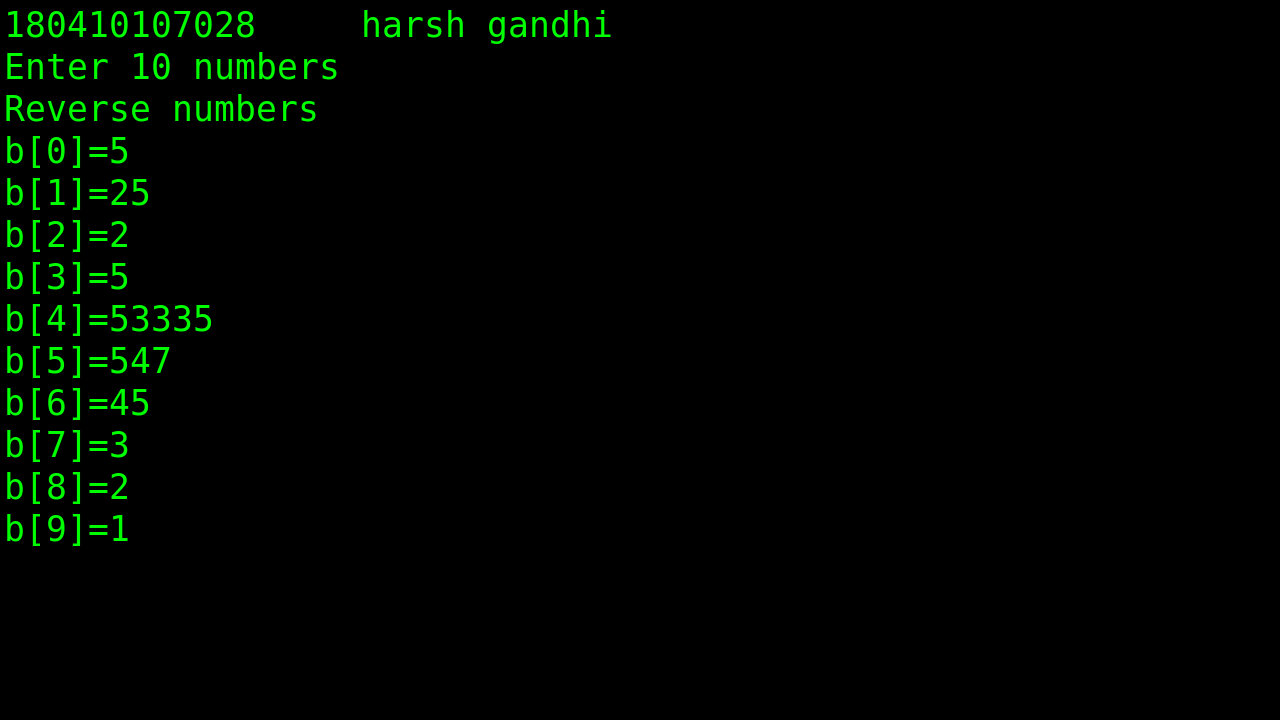 180410107028     harsh gandhi
Enter 10 numbers
Reverse numbers
b[0]=5
b[1]=25
b[2]=2
b[3]=5
b[4]=53335
b[5]=547
b[6]=45
b[7]=3
b[8]=2
b[9]=1